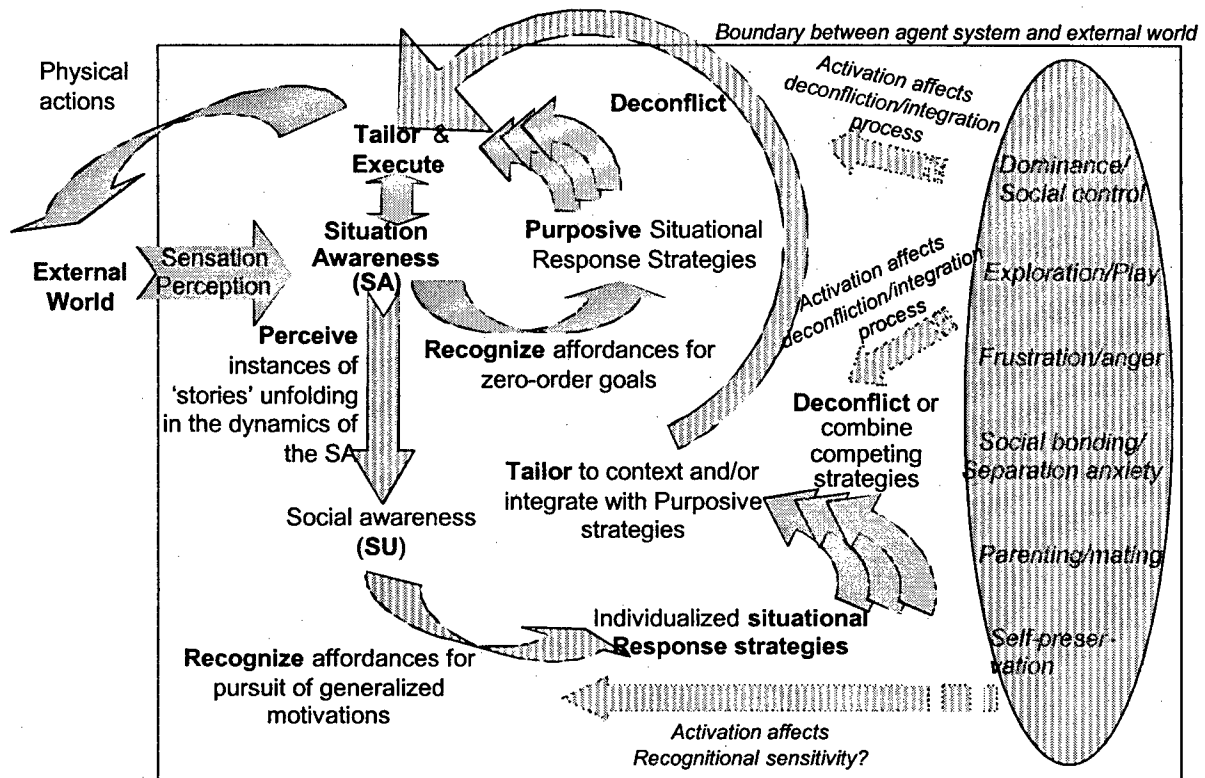 Boundary between agent system and external world
Physical
actions
Activation affects
deconfliction/integration
process
Deconflict
Tailor &
Execute
Dominance/
Social control
Situation
Awareness
(SA)
Purposive Situational
Response Strategies
External
World
Sensation
Perception
Activation affects
deconfliction/integration
process
Exploration/Play
Perceive
instances of
'stories' unfolding
in the dynamics of
the SA
Recognize affordances for
zero-order goals
Frustration/anger
Deconflict or
combine
competing
strategies
Social bonding/
Separation anxiety
Tailor to context and/or
integrate with Purposive
strategies
Social awareness
(SU)
Parenting/mating
Individualized situational
Response strategies
Self-preser-
vation
Recognize affordances for
pursuit of generalized
motivations
Activation affects
Recognitional sensitivity?